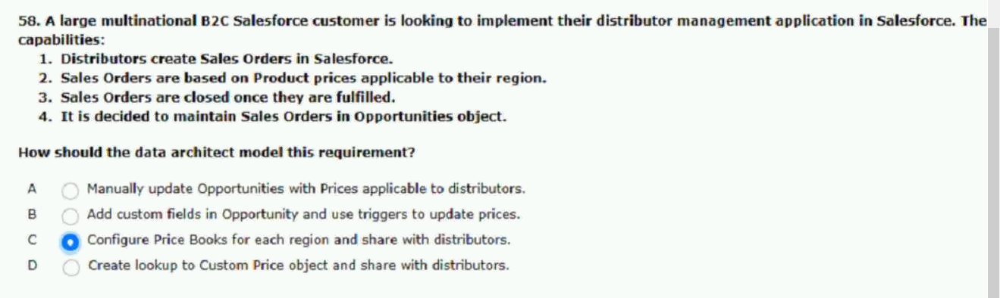 58. A large multinational B2C Salesforce customer is looking to implement their distributor management application in Salesforce. The
capabilities:
1. Distributors create Sales Orders in Salesforce.
2. Sales Orders are based on Product prices applicable to their region.
3. Sales Orders are closed once they are fulfilled.
4. It is decided to maintain Sales Orders in Opportunities object.
How should the data architect model this requirement?
A Manually update Opportunities with Prices applicable to distributors.
B Add custom fields in Opportunity and use triggers to update prices.
C Configure Price Books for each region and share with distributors.
D Create lookup to Custom Price object and share with distributors.